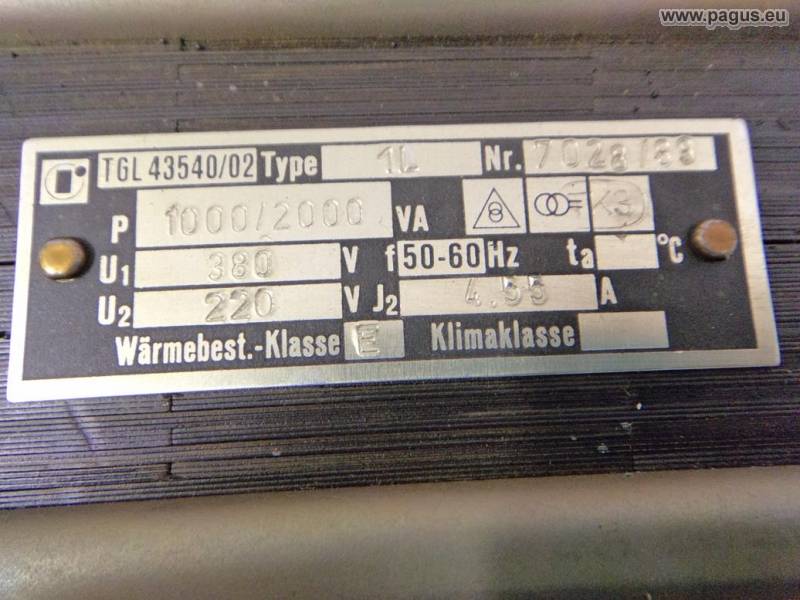 www.pagus.eu
TGL 43540/02 Type 1L Nr. 7028/83
P 1000/2000 VA
U1 380 V f 50-60 Hz ta °C
U2 220 V J2 4.55 A
Wärmebest.-Klasse E Klimaklasse